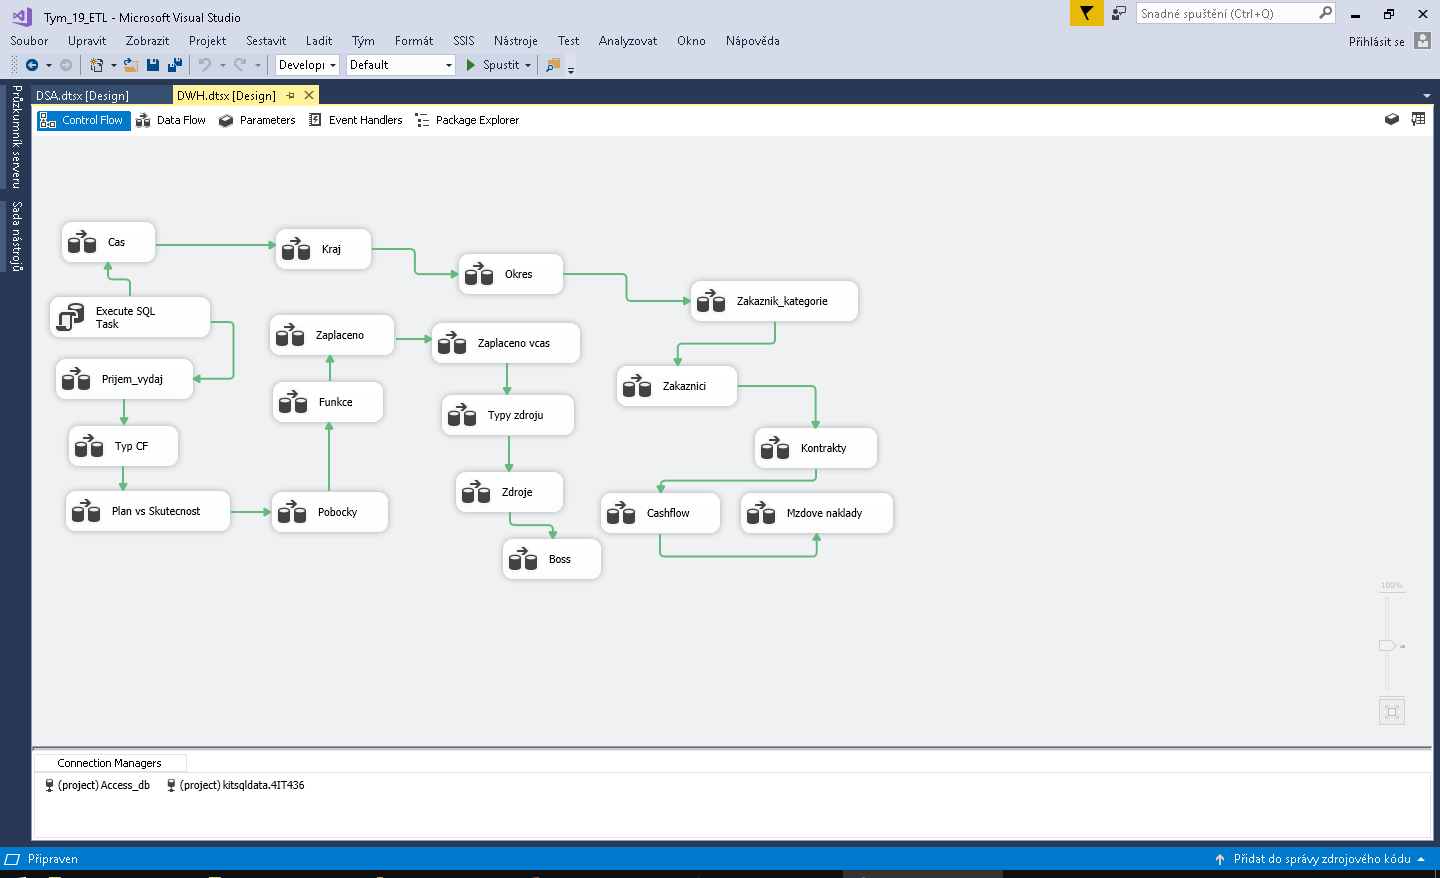 Tym_19_ETL - Microsoft Visual Studio
Snadné spuštění (Ctrl+Q)
Soubor Upravit Zobrazit Projekt Sestavit Ladit Tým Formát SSIS Nástroje Test Analyzovat Okno Nápověda
Přihlásit se
Developı Default Spustit
Průzkumník serveru
Sada nástrojů
DSA.dtsx [Design] DWH.dtsx [Design]
Control Flow Data Flow Parameters Event Handlers Package Explorer
Cas
Kraj
Okres
Zakaznik_kategorie
Execute SQL
Task
Zaplaceno
Zaplaceno vcas
Prijem_vydaj
Zakaznici
Funkce
Typy zdroju
Typ CF
Kontrakty
Zdroje
Plan vs Skutecnost
Pobocky
Cashflow
Mzdove naklady
Boss
100%
Connection Managers
(project) Access_db (project) kitsqldata.4IT436
Připraven
Přidat do správy zdrojového kódu